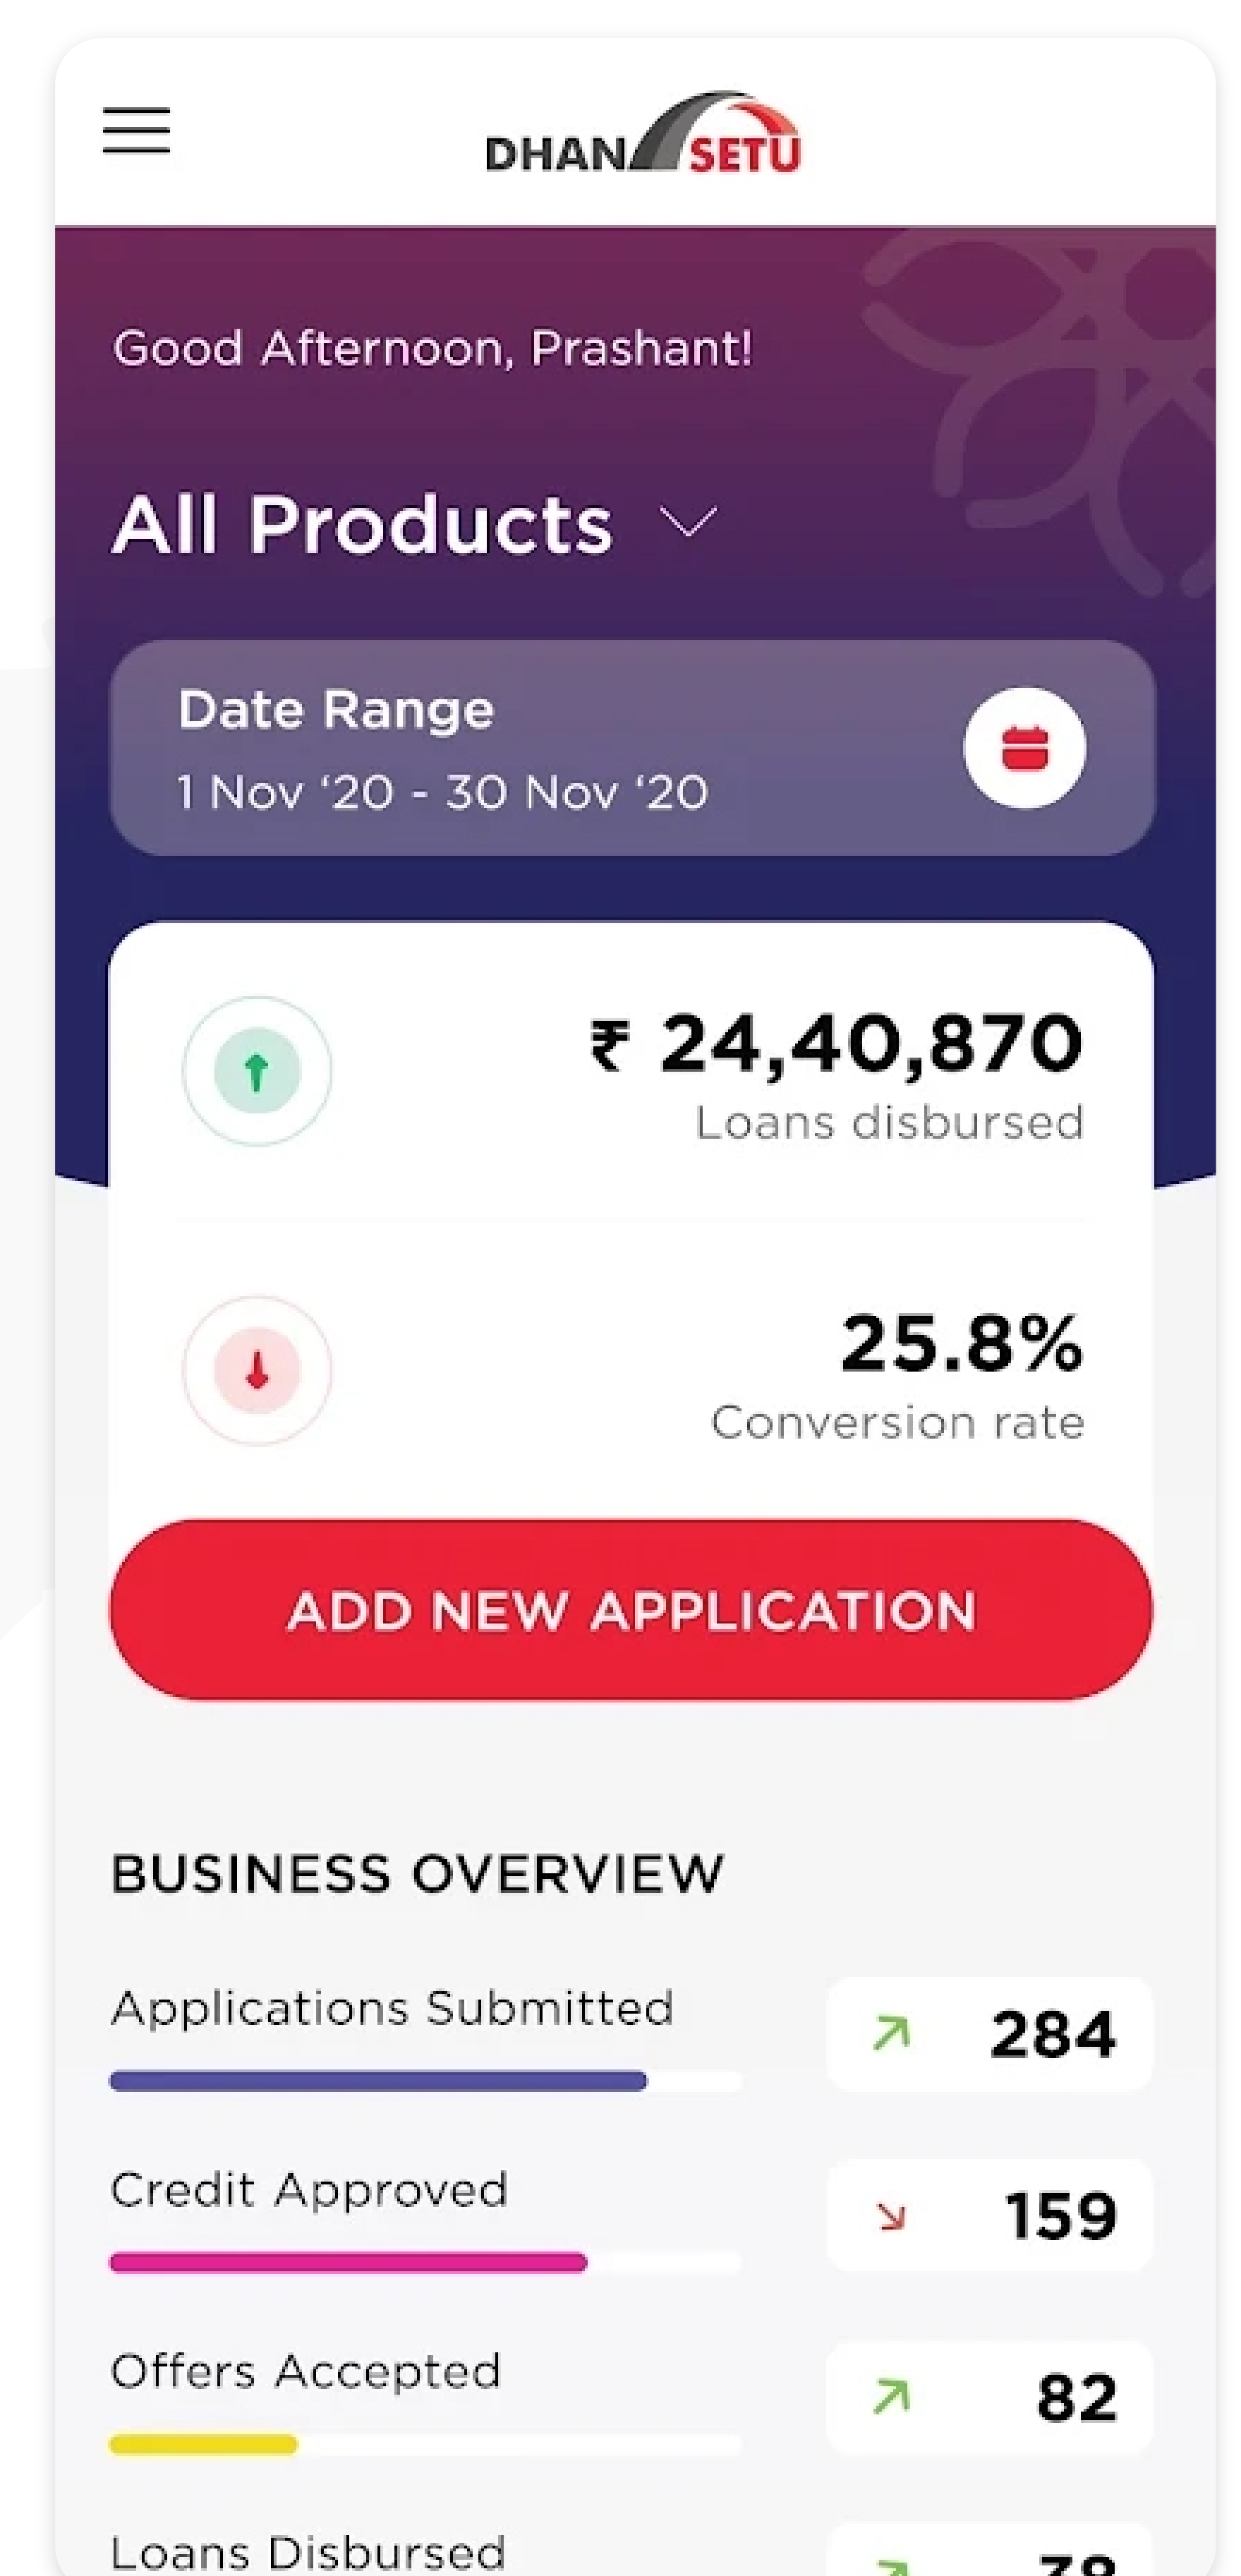 DHAN SETU
Good Afternoon, Prashant!
All Products
Date Range
1 Nov ‘20 - 30 Nov ‘20
₹ 24,40,870
Loans disbursed
25.8%
Conversion rate
ADD NEW APPLICATION
BUSINESS OVERVIEW
Applications Submitted
284
Credit Approved
159
Offers Accepted
82
Loans Disbursed